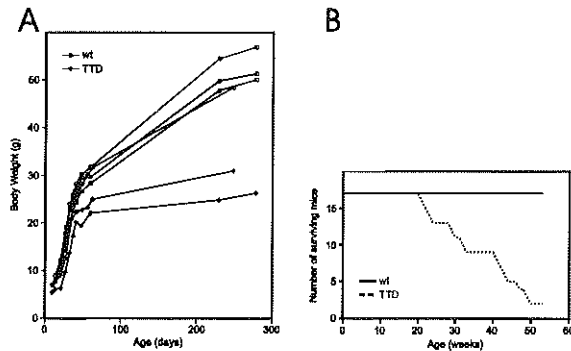 A
wt
TTD
Body Weight (g)
60
50
40
30
20
10
0
0
100
200
300
Age (days)
B
Number of surviving mice
15
10
5
0
wt
TTD
0
10
20
30
40
50
Age (weeks)